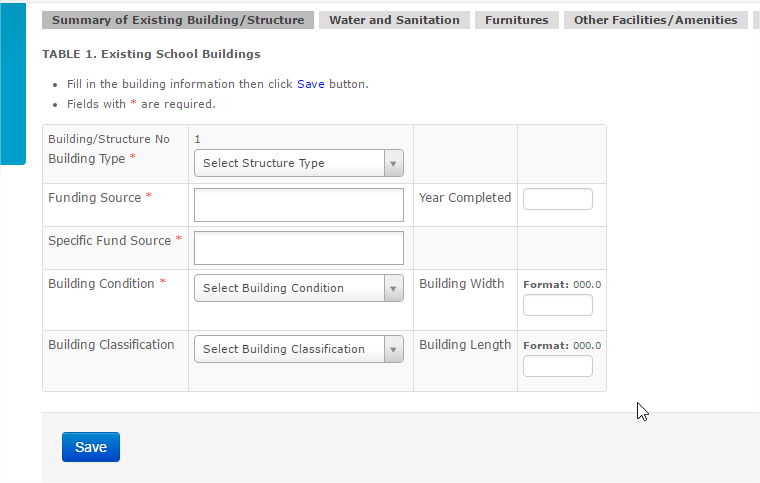 Summary of Existing Building/Structure
Water and Sanitation
Furnitures
Other Facilities/Amenities
TABLE 1. Existing School Buildings
Fill in the building information then click Save button.
Fields with * are required.
Building/Structure No 1
Building Type * Select Structure Type
Funding Source * Year Completed
Specific Fund Source *
Building Condition * Select Building Condition Building Width Format: 000.0
Building Classification Select Building Classification Building Length Format: 000.0
Save